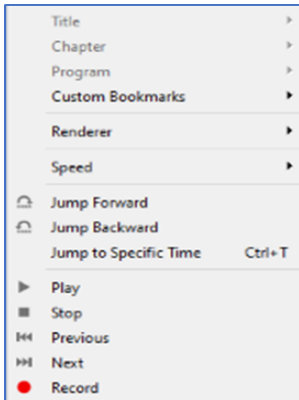 Title
Chapter
Program
Custom Bookmarks
Renderer
Speed
Jump Forward
Jump Backward
Jump to Specific Time Ctrl+T
Play
Stop
Previous
Next
Record